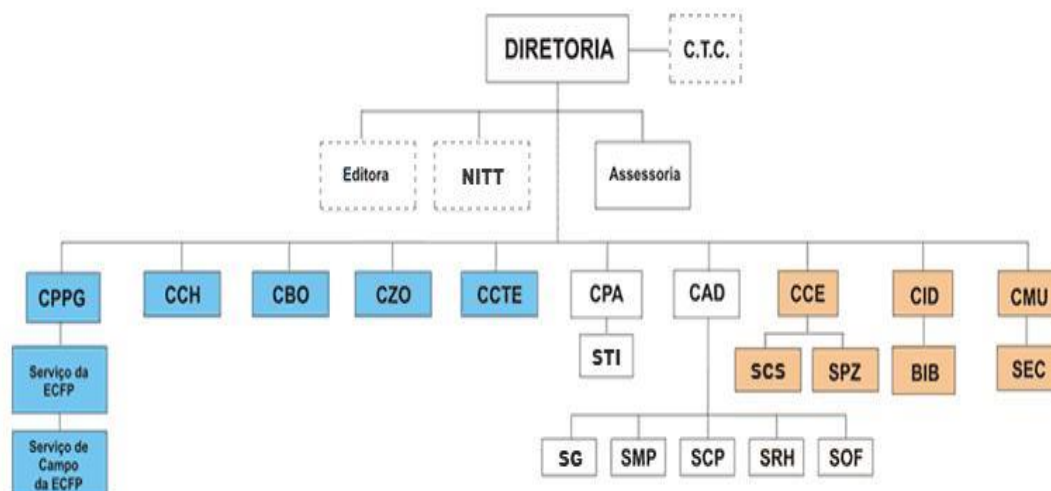 DIRETORIA
C.T.C.
Editora
NITT
Assessoria
CPPG
CCH
CBO
CZO
CCTE
CPA
CAD
CCE
CID
CMU
Serviço da
ECFP
STI
SCS
SPZ
BIB
SEC
Serviço de
Campo
da ECFP
SG
SMP
SCP
SRH
SOF